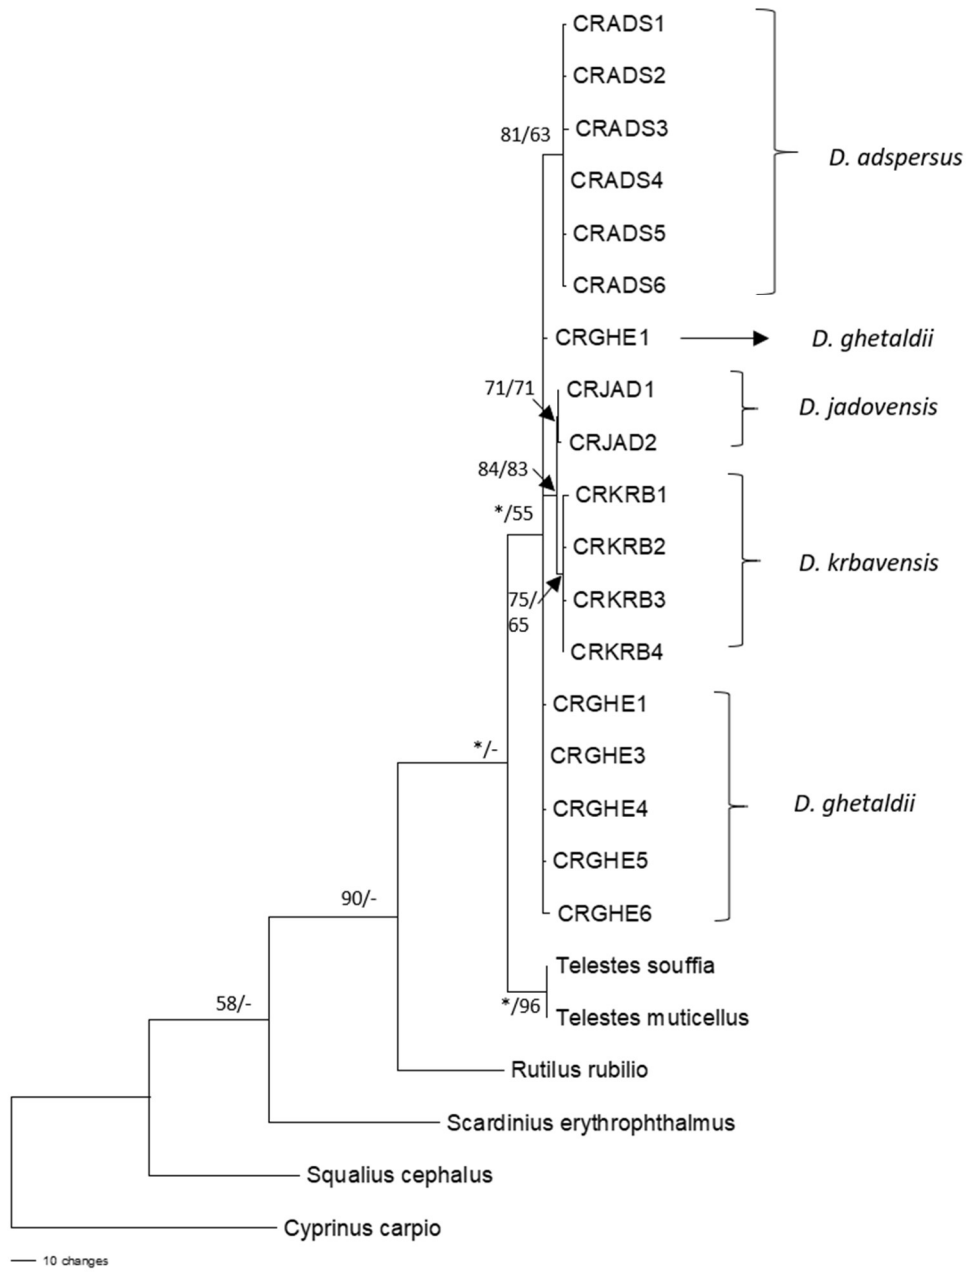 CRADS1
CRADS2
81/63
CRADS3
D. adspersus
CRADS4
CRADS5
CRADS6
CRGHE1
D. ghetaldii
71/71
CRJAD1
D. jadovensis
CRJAD2
84/83
CRKRB1
*/55
CRKRB2
D. krbavensis
75/
65
CRKRB3
CRKRB4
CRGHE1
*/-
CRGHE3
D. ghetaldii
CRGHE4
CRGHE5
90/-
CRGHE6
Telestes souffia
58/-
*/96
Telestes muticellus
Rutilus rubilio
Scardinius erythrophthalmus
Squalius cephalus
Cyprinus carpio
10 changes